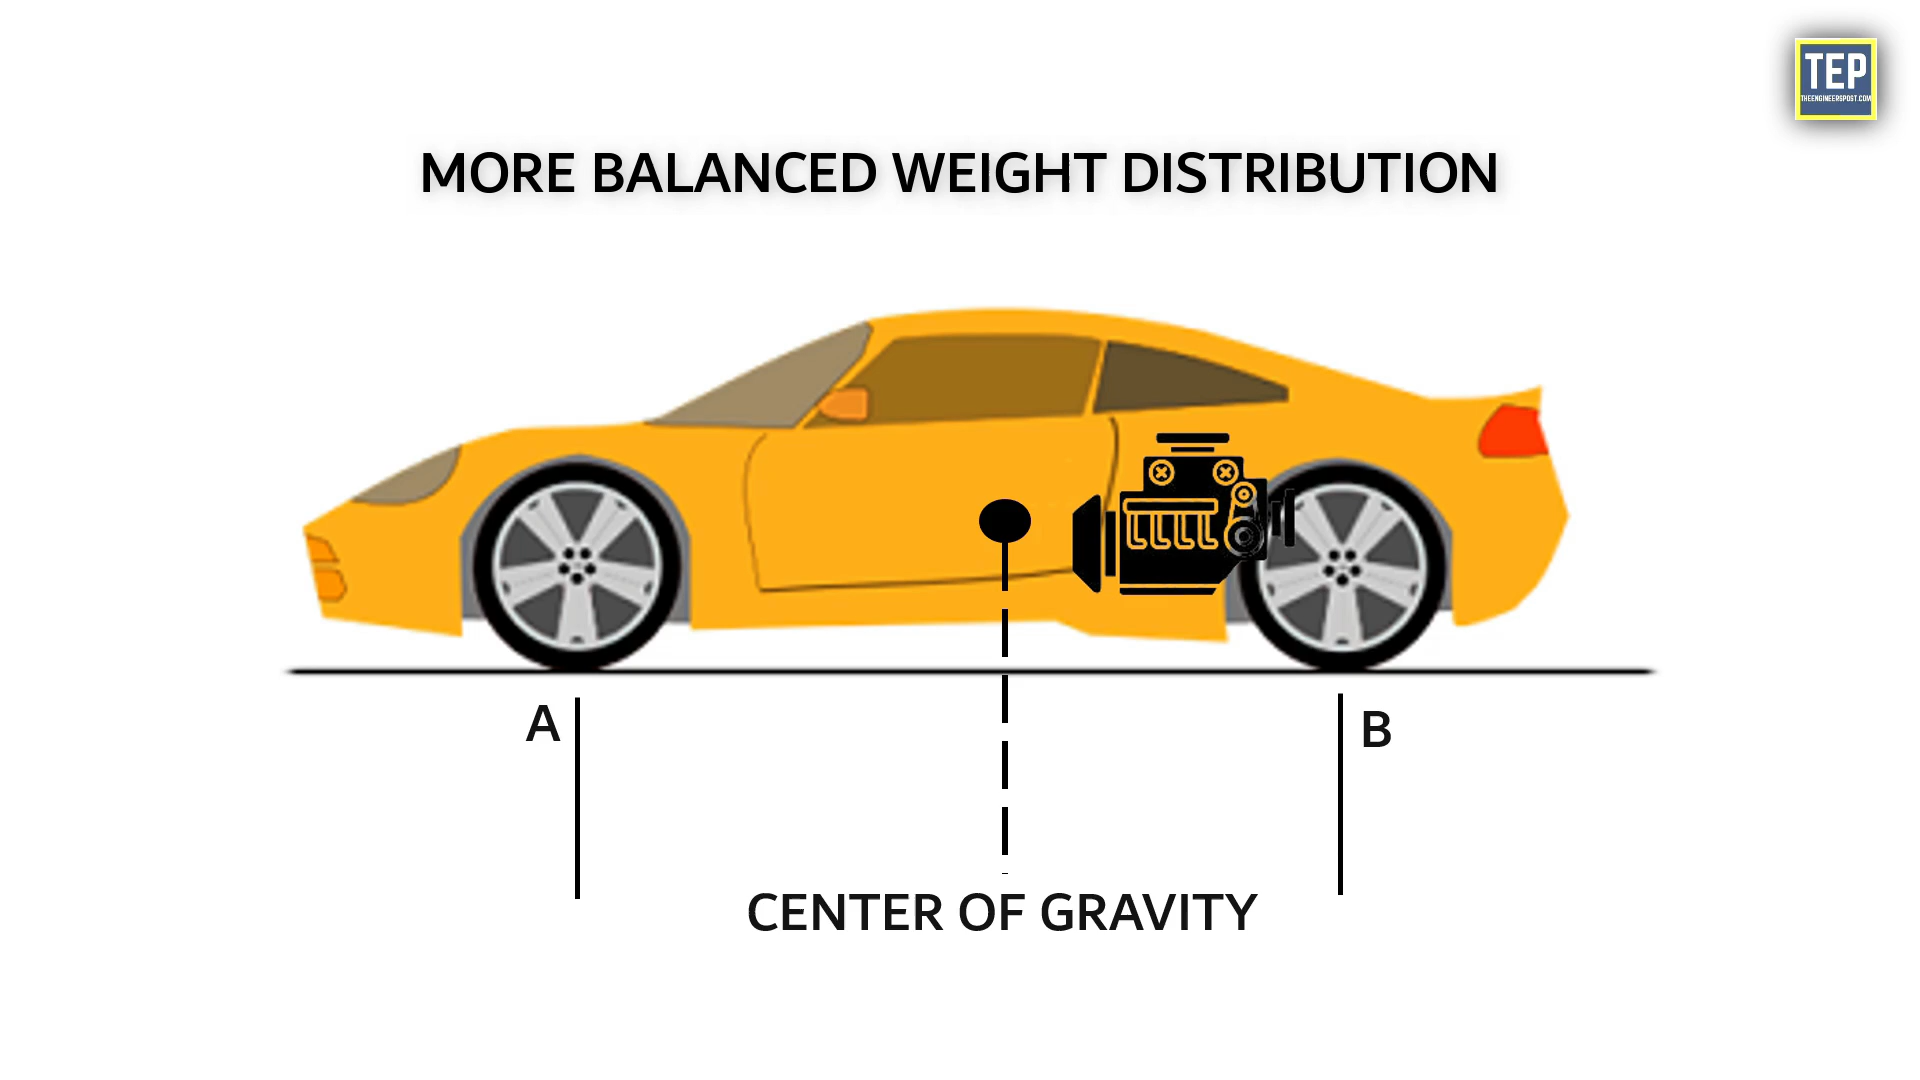 TEP
THEENGINEERSPOST.COM
MORE BALANCED WEIGHT DISTRIBUTION
A
B
CENTER OF GRAVITY